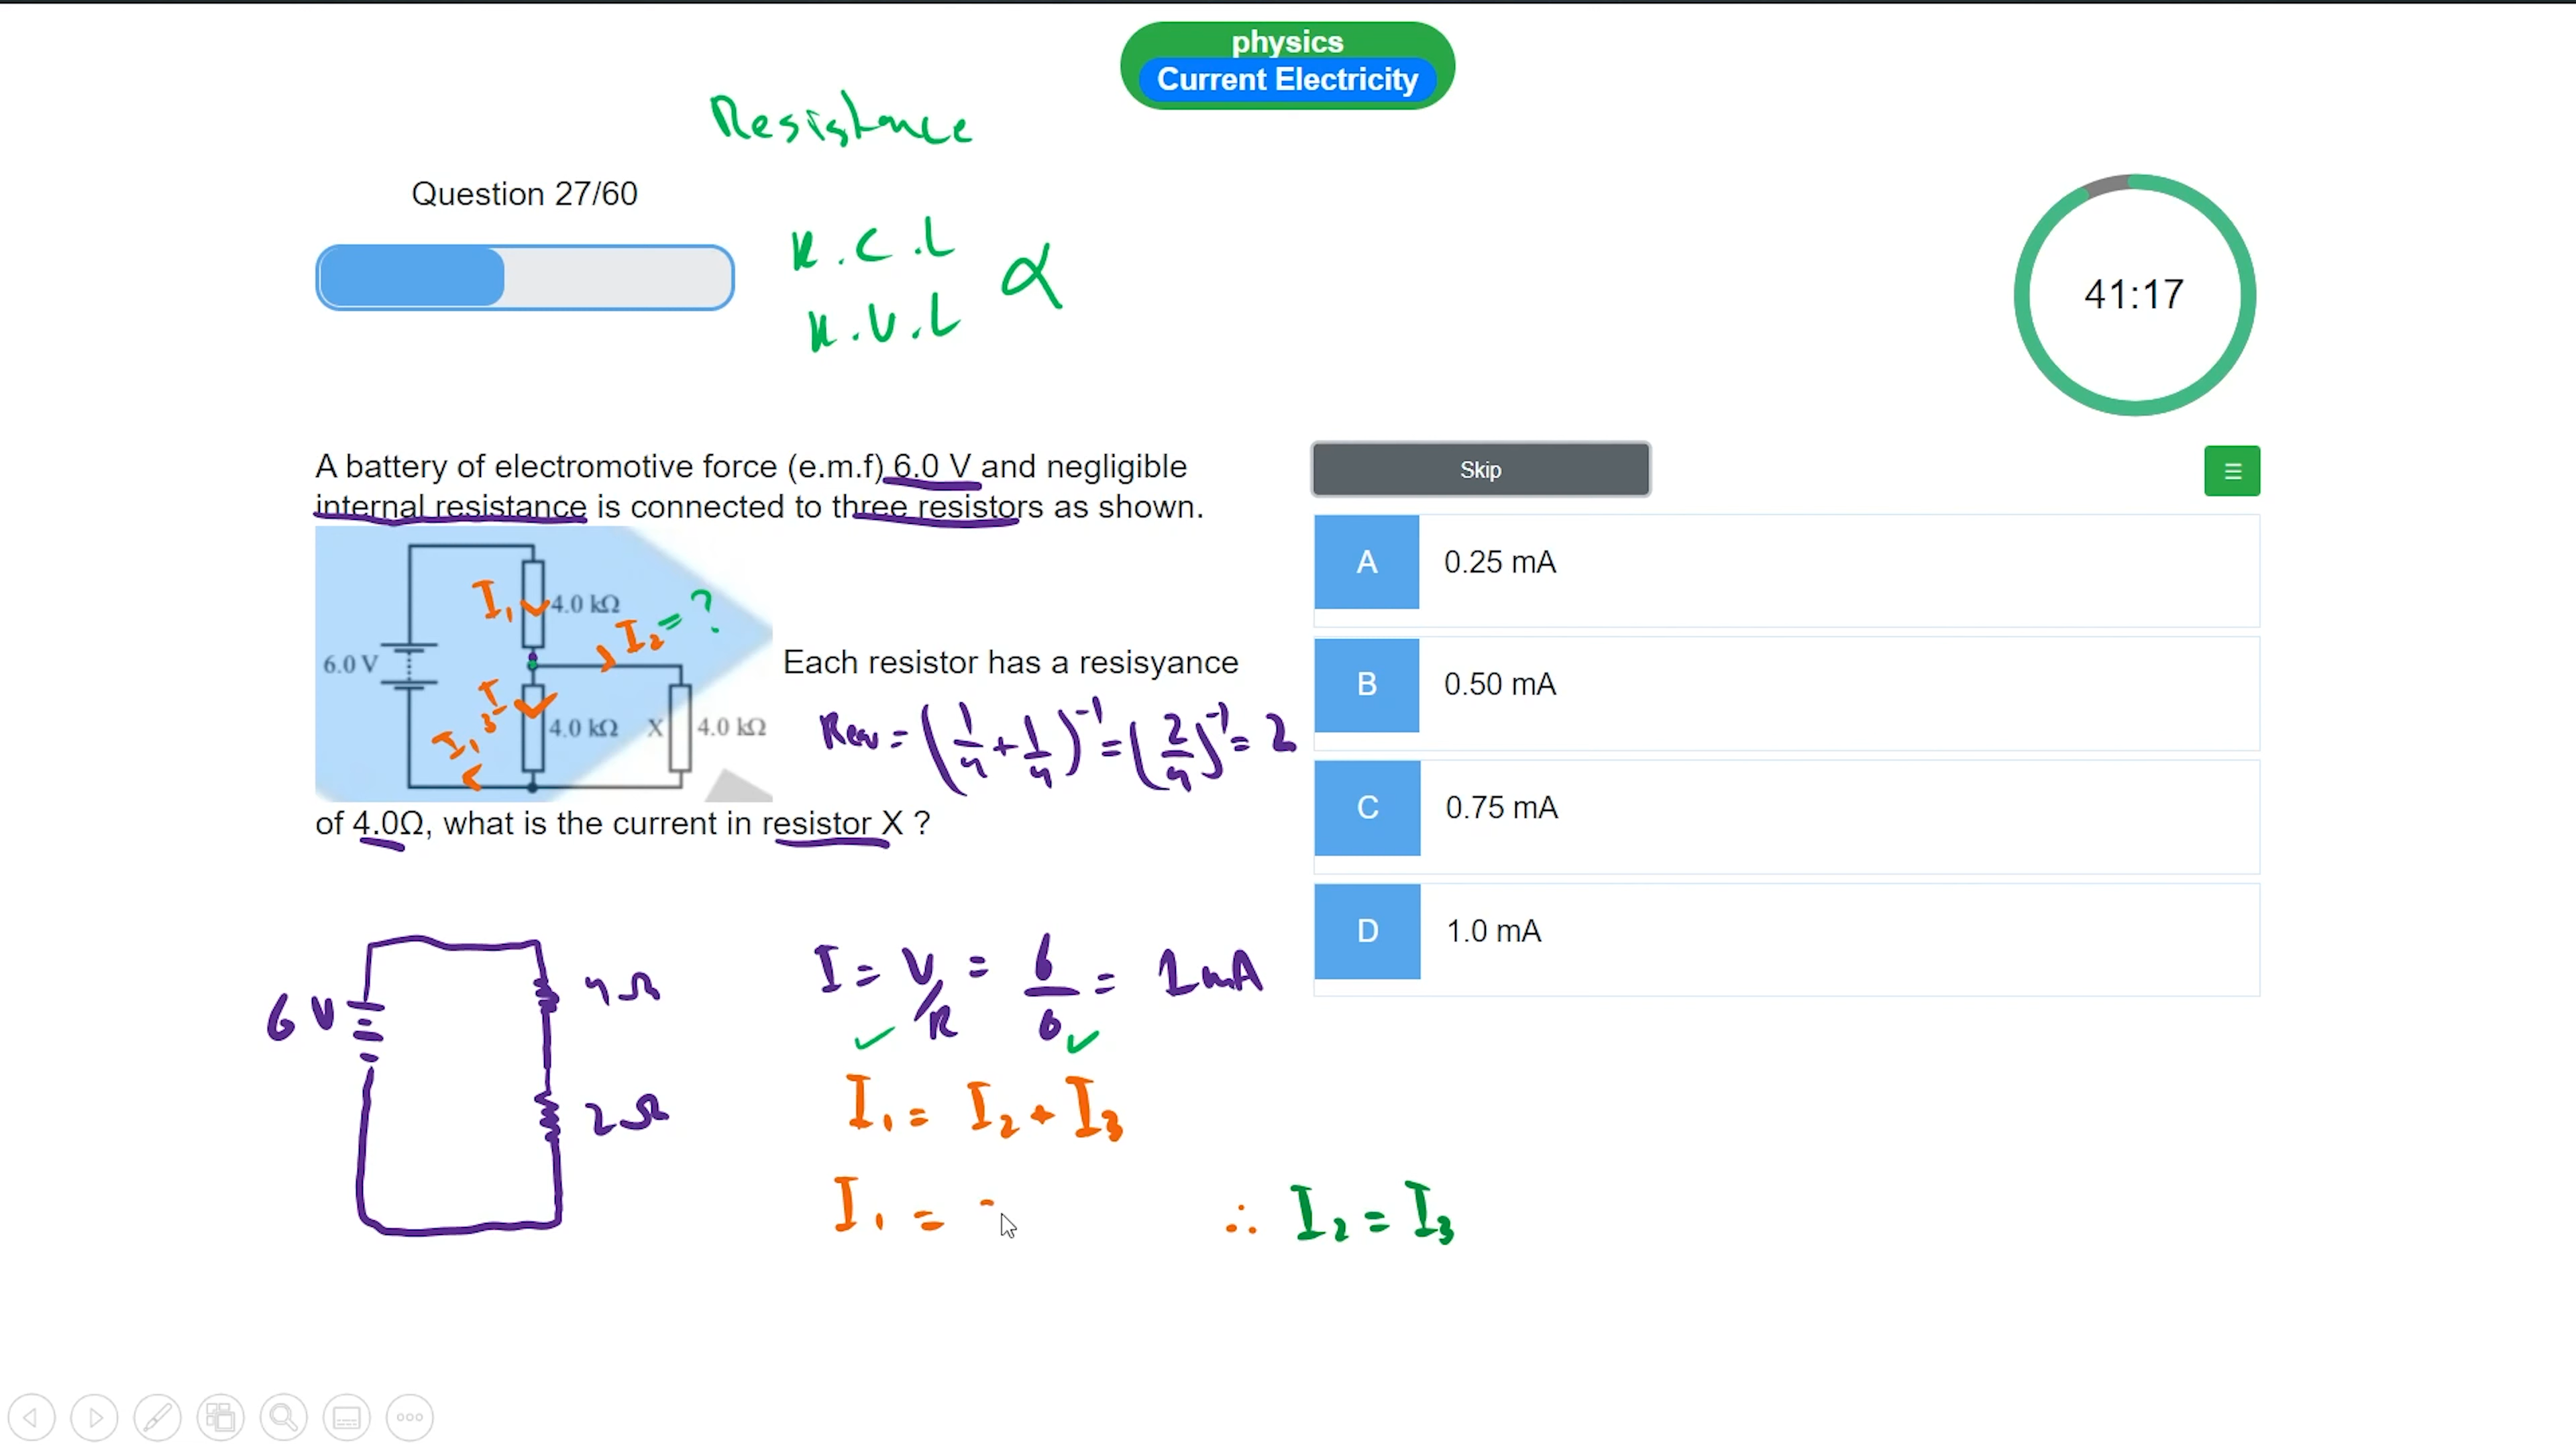 physics
Current Electricity
Resistance
Question 27/60
K.C.L
K.V.L α
41:17
A battery of electromotive force (e.m.f) 6.0 V and negligible
internal resistance is connected to three resistors as shown.
I₁ 4.0 kΩ
I₂ = ?
6.0 V
I₃
I₁ 4.0 kΩ X 4.0 kΩ
Each resistor has a resisyance
Req = (1/4 + 1/4)⁻¹ = (2/4)⁻¹ = 2
of 4.0Ω, what is the current in resistor X ?
Skip
☰
A 0.25 mA
B 0.50 mA
C 0.75 mA
D 1.0 mA
6 V
4Ω
2Ω
I = V/R = 6/6 = 1mA
✓ ✓
I₁ = I₂ + I₃
I₁ =
∴ I₂ = I₃